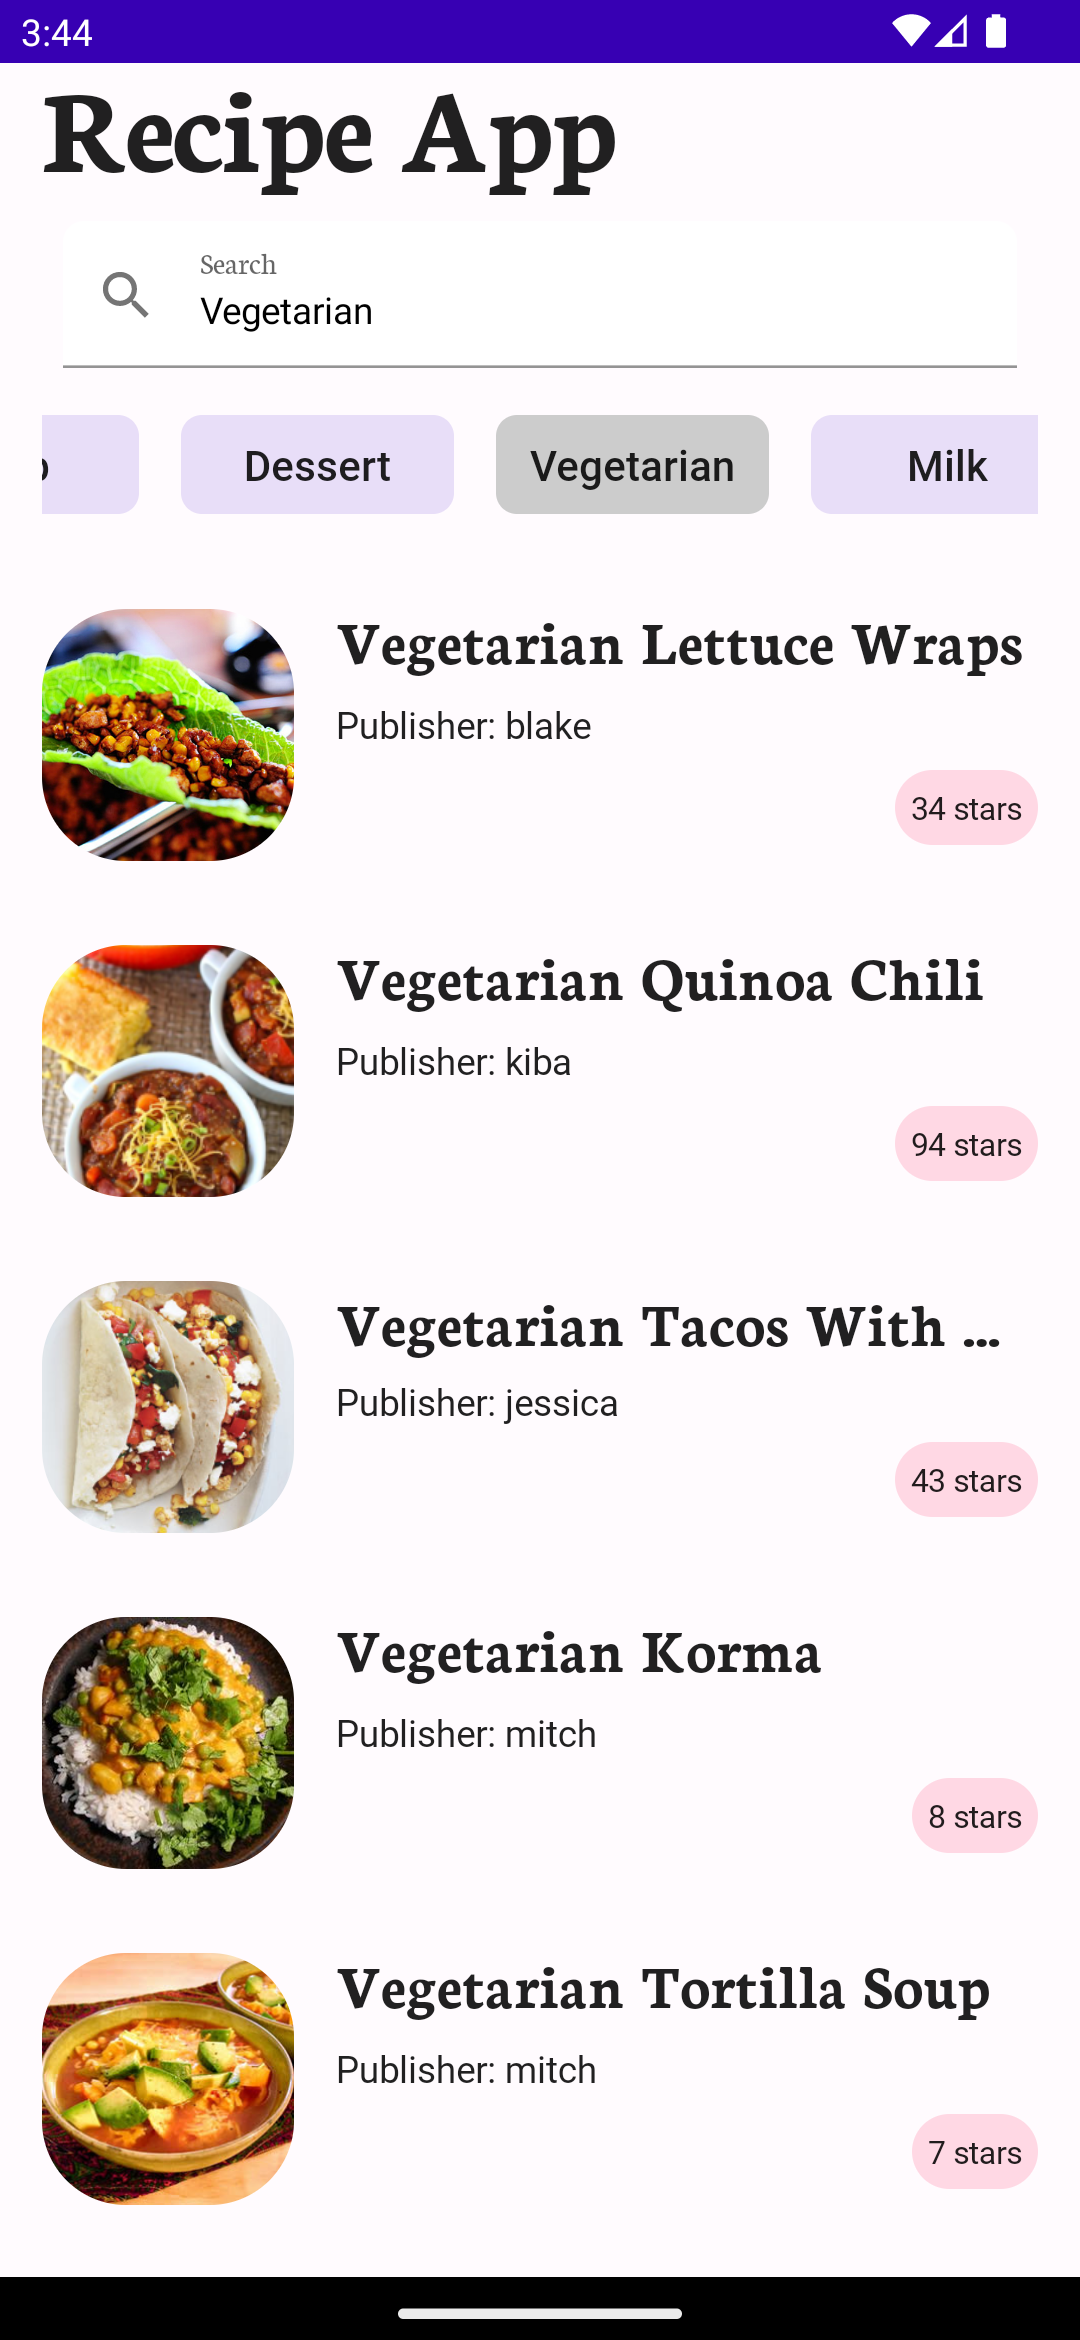 3:44
Recipe App
Search
Vegetarian
Dessert
Vegetarian
Milk
Vegetarian Lettuce Wraps
Publisher: blake
34 stars
Vegetarian Quinoa Chili
Publisher: kiba
94 stars
Vegetarian Tacos With ...
Publisher: jessica
43 stars
Vegetarian Korma
Publisher: mitch
8 stars
Vegetarian Tortilla Soup
Publisher: mitch
7 stars